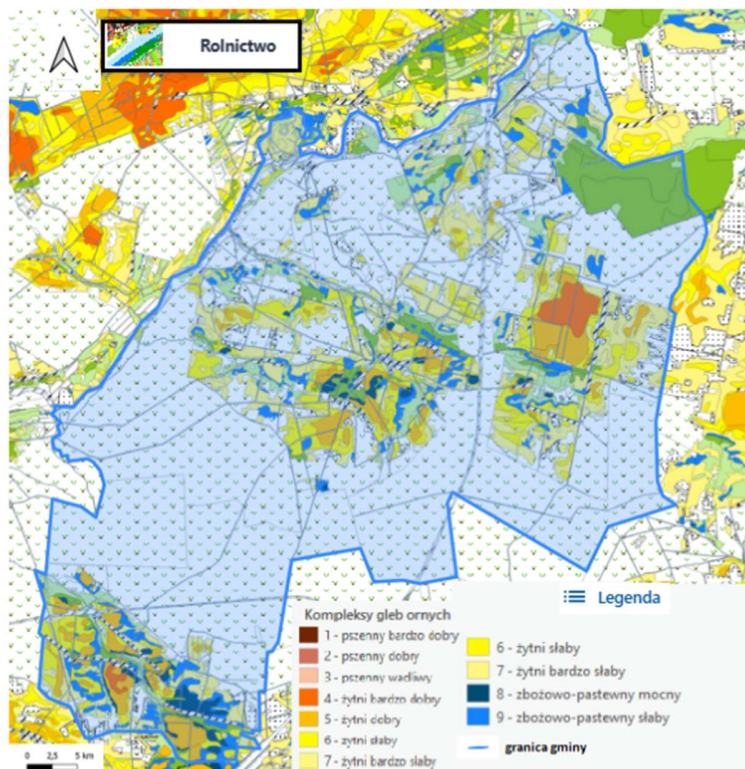 Rolnictwo
Legenda
Kompleksy gleb ornych
1 - pszenny bardzo dobry
2 - pszenny dobry
3 - pszenny wadliwy
4 - żytni bardzo dobry
5 - żytni dobry
6 - żytni słaby
7 - żytni bardzo słaby
6 - żytni słaby
7 - żytni bardzo słaby
8 - zbożowo-pastewny mocny
9 - zbożowo-pastewny słaby
granica gminy
0 2,5 5 km